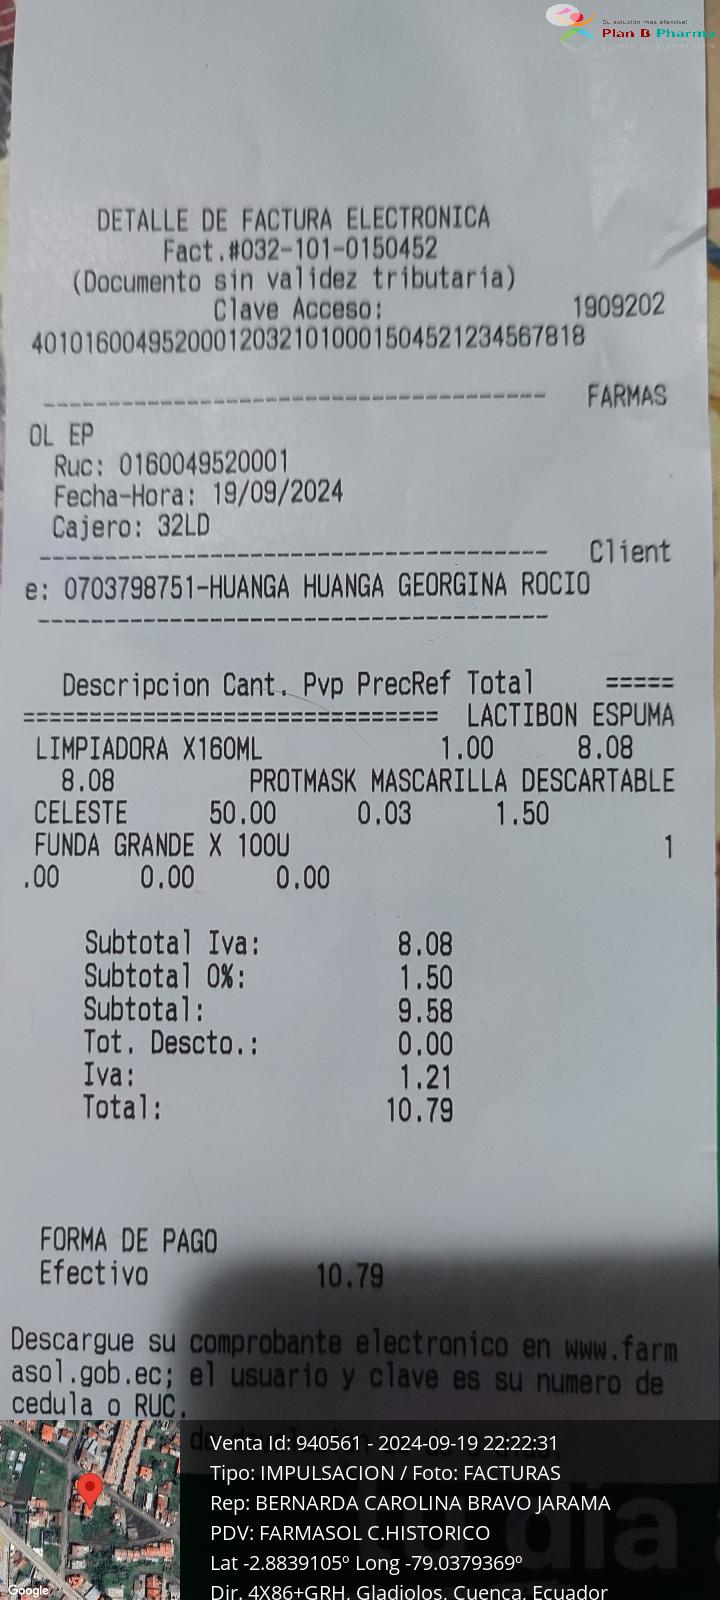 Su solución más efectiva!
Plan B Pharma
DETALLE DE FACTURA ELECTRONICA
Fact.#032-101-0150452
(Documento sin validez tributaria)
Clave Acceso: 1909202
401016004952000120321010001504521234567818
------------------------------------ FARMAS
OL EP
Ruc: 0160049520001
Fecha-Hora: 19/09/2024
Cajero: 32LD
------------------------------------ Client
e: 0703798751-HUANGA HUANGA GEORGINA ROCIO
------------------------------------
Descripcion Cant. Pvp PrecRef Total =====
=============================== LACTIBON ESPUMA
LIMPIADORA X160ML 1.00 8.08
8.08 PROTMASK MASCARILLA DESCARTABLE
CELESTE 50.00 0.03 1.50
FUNDA GRANDE X 100U 1
.00 0.00 0.00
Subtotal Iva: 8.08
Subtotal 0%: 1.50
Subtotal: 9.58
Tot. Descto.: 0.00
Iva: 1.21
Total: 10.79
FORMA DE PAGO
Efectivo 10.79
Descargue su comprobante electronico en www.farm
asol.gob.ec; el usuario y clave es su numero de
cedula o RUC.
Venta Id: 940561 - 2024-09-19 22:22:31
Tipo: IMPULSACION / Foto: FACTURAS
Rep: BERNARDA CAROLINA BRAVO JARAMA
PDV: FARMASOL C.HISTORICO
Lat -2.8839105º Long -79.0379369º
Dir. 4X86+GRH, Gladiolos, Cuenca, Ecuador
Google
día